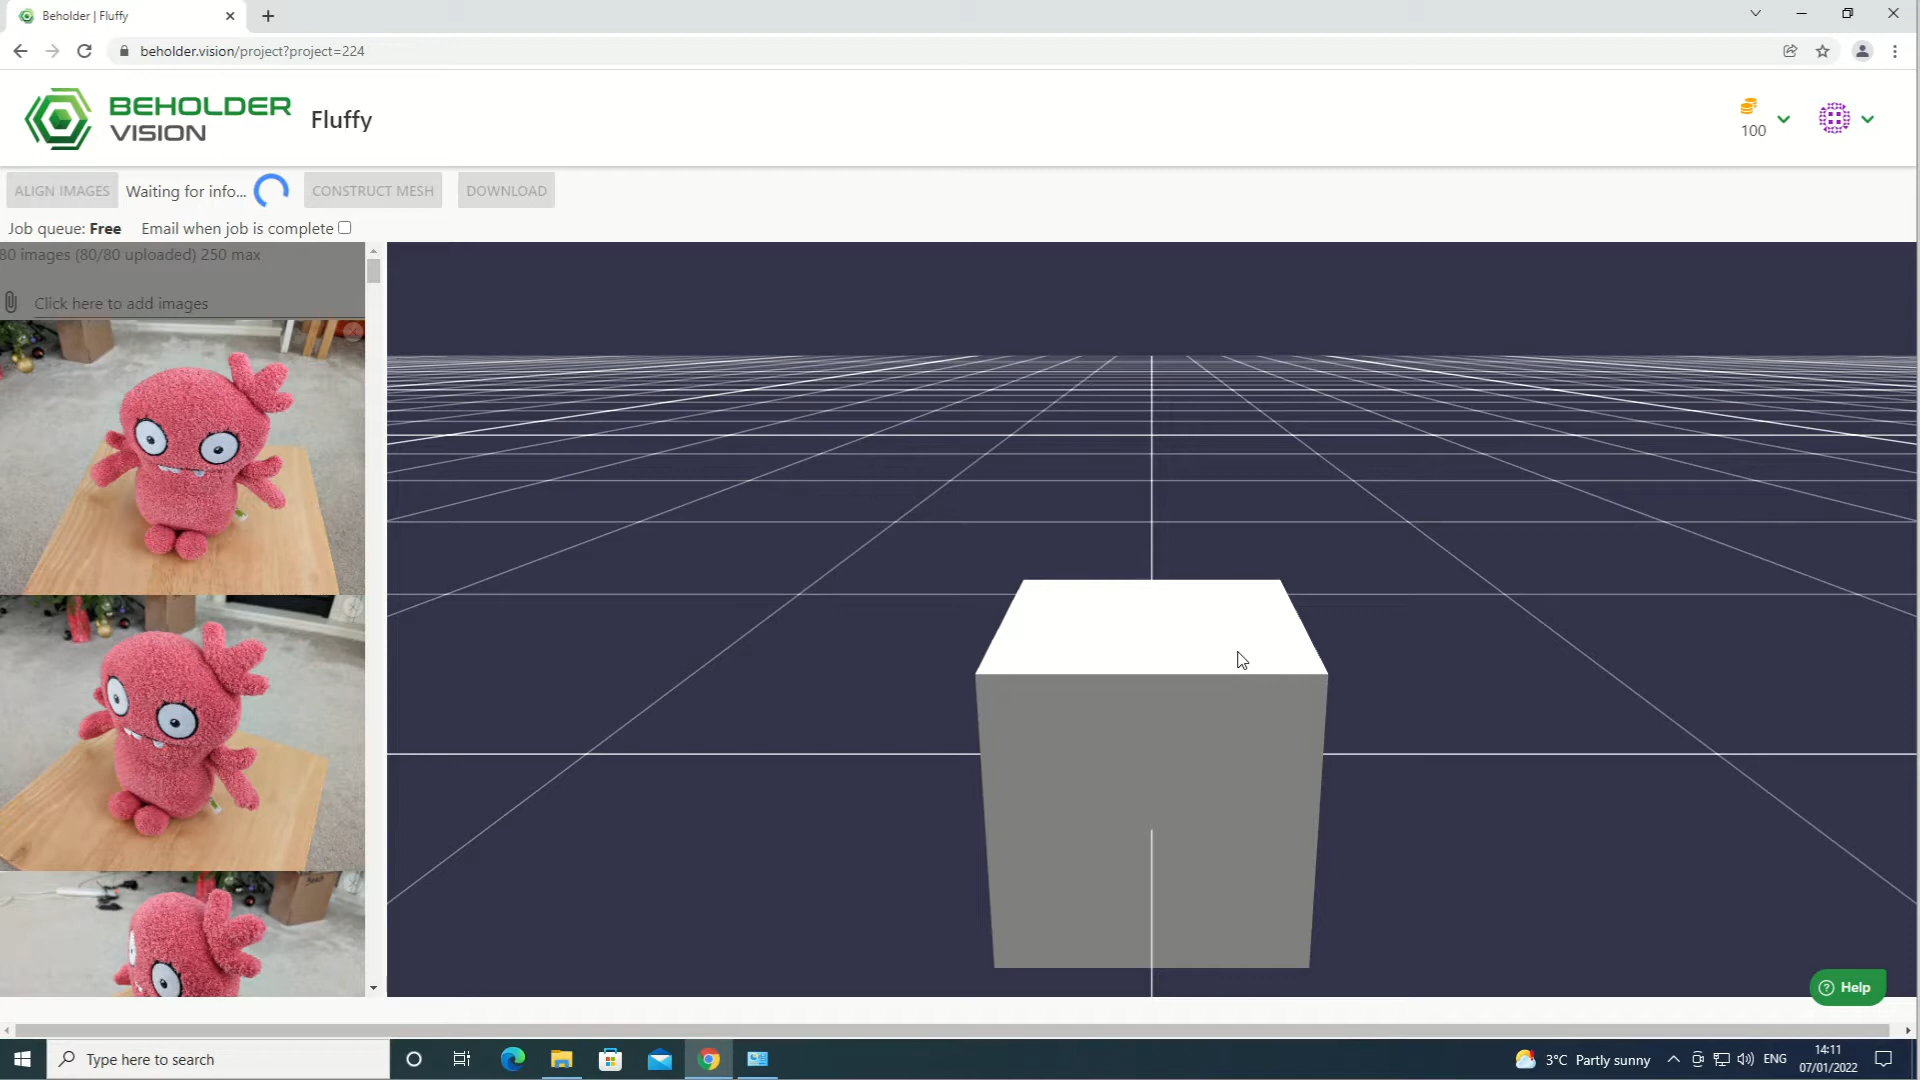 Beholder | Fluffy
beholder.vision/project?project=224
BEHOLDER
VISION
Fluffy
100
ALIGN IMAGES
Waiting for info...
CONSTRUCT MESH
DOWNLOAD
Job queue: Free
Email when job is complete
80 images (80/80 uploaded) 250 max
Click here to add images
Help
Type here to search
3°C Partly sunny
ENG
14:11
07/01/2022